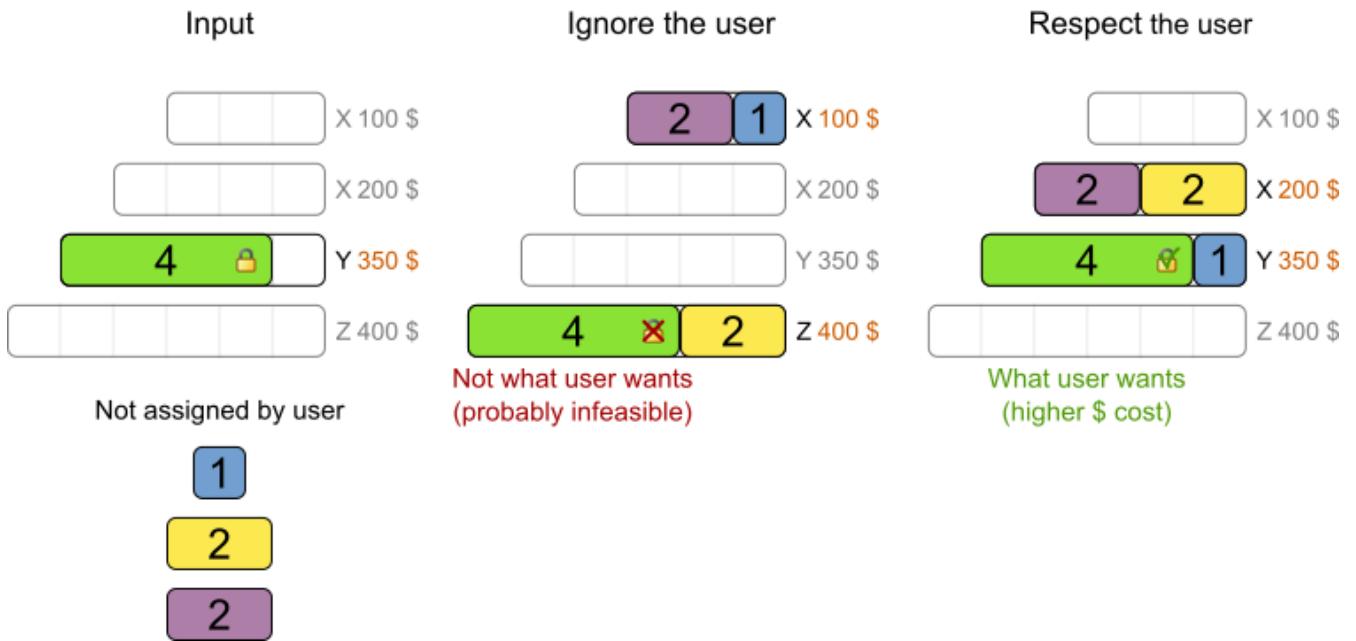 Input
X 100 $
X 200 $
4
Y 350 $
Z 400 $
Not assigned by user
1
2
2
Ignore the user
2 1 X 100 $
X 200 $
Y 350 $
4 2 Z 400 $
Not what user wants
(probably infeasible)
Respect the user
X 100 $
2 2 X 200 $
4 1 Y 350 $
Z 400 $
What user wants
(higher $ cost)